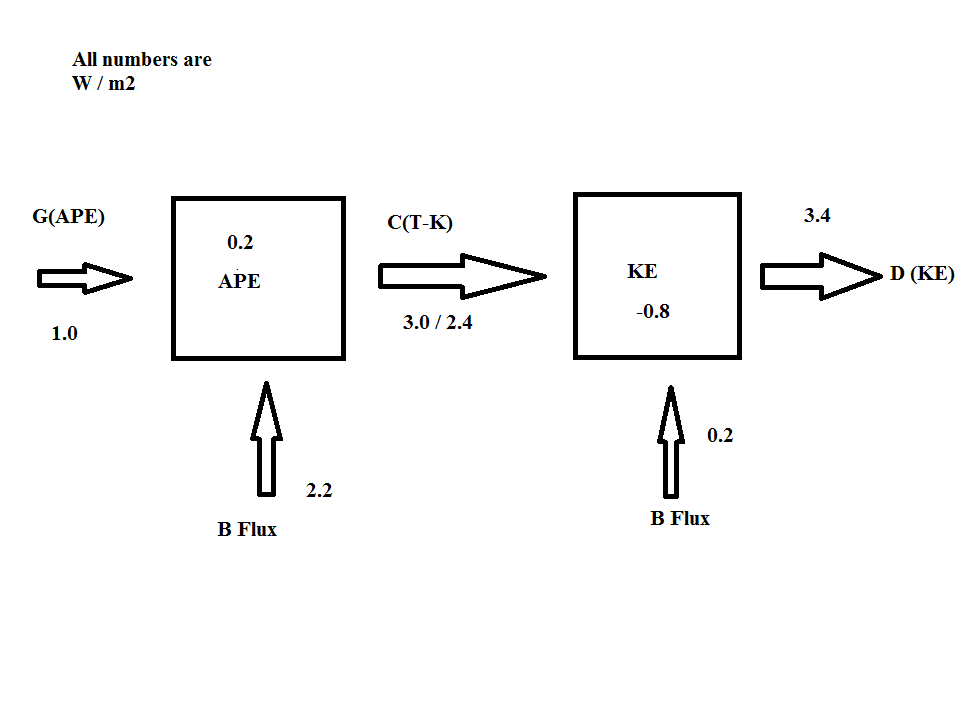 All numbers are
W / m2
G(APE)
1.0
0.2
APE
C(T-K)
3.0 / 2.4
KE
-0.8
3.4
D (KE)
2.2
B Flux
0.2
B Flux